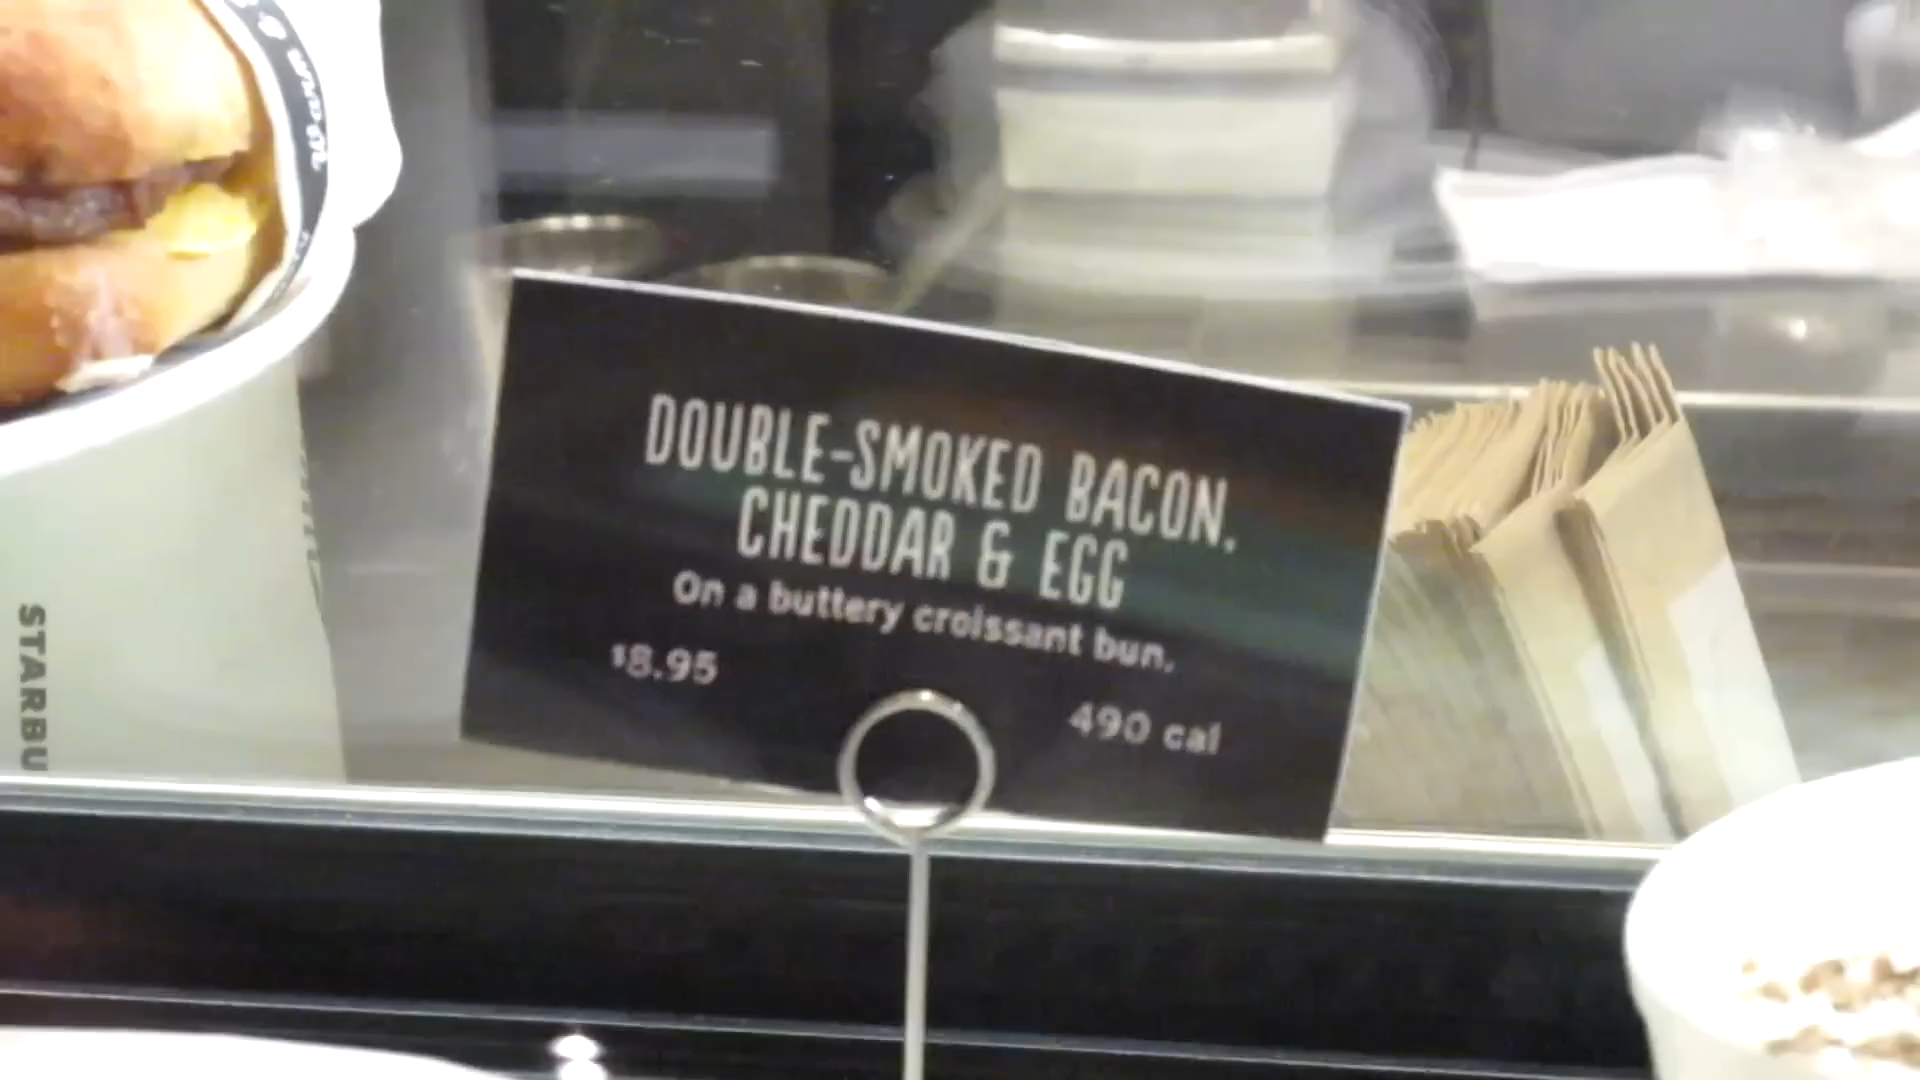 DOUBLE-SMOKED BACON,
CHEDDAR & EGG
On a buttery croissant bun.
$8.95
490 cal
STARBU